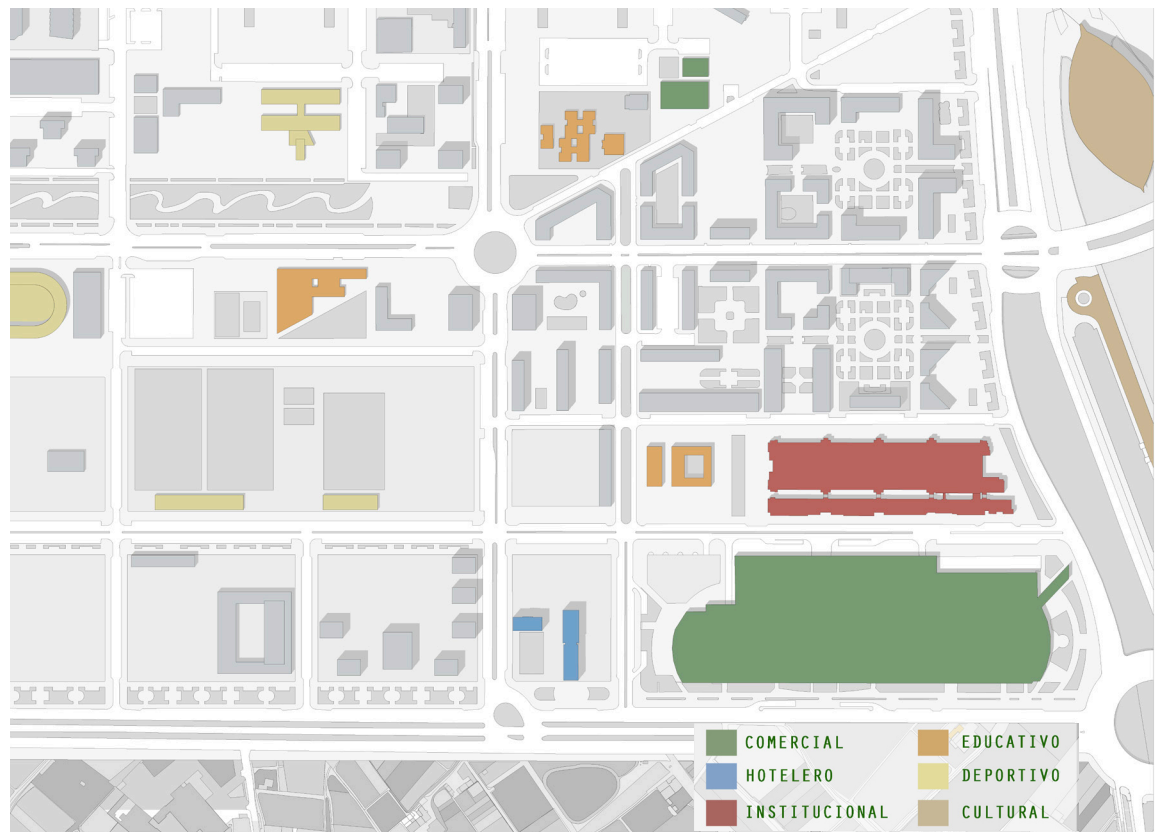 COMERCIAL
HOTELERO
INSTITUCIONAL
EDUCATIVO
DEPORTIVO
CULTURAL